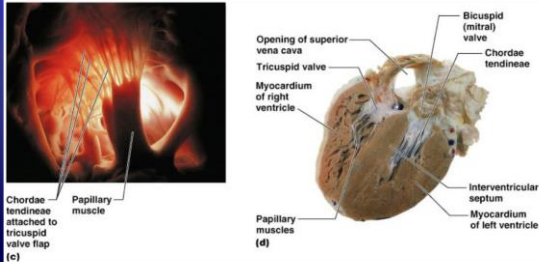 Chordae
tendineae
attached to
tricuspid
valve flap
Papillary
muscle
(c)
Opening of superior
vena cava
Tricuspid valve
Myocardium
of right
ventricle
Papillary
muscles
(d)
Bicuspid
(mitral)
valve
Chordae
tendineae
Interventricular
septum
Myocardium
of left ventricle